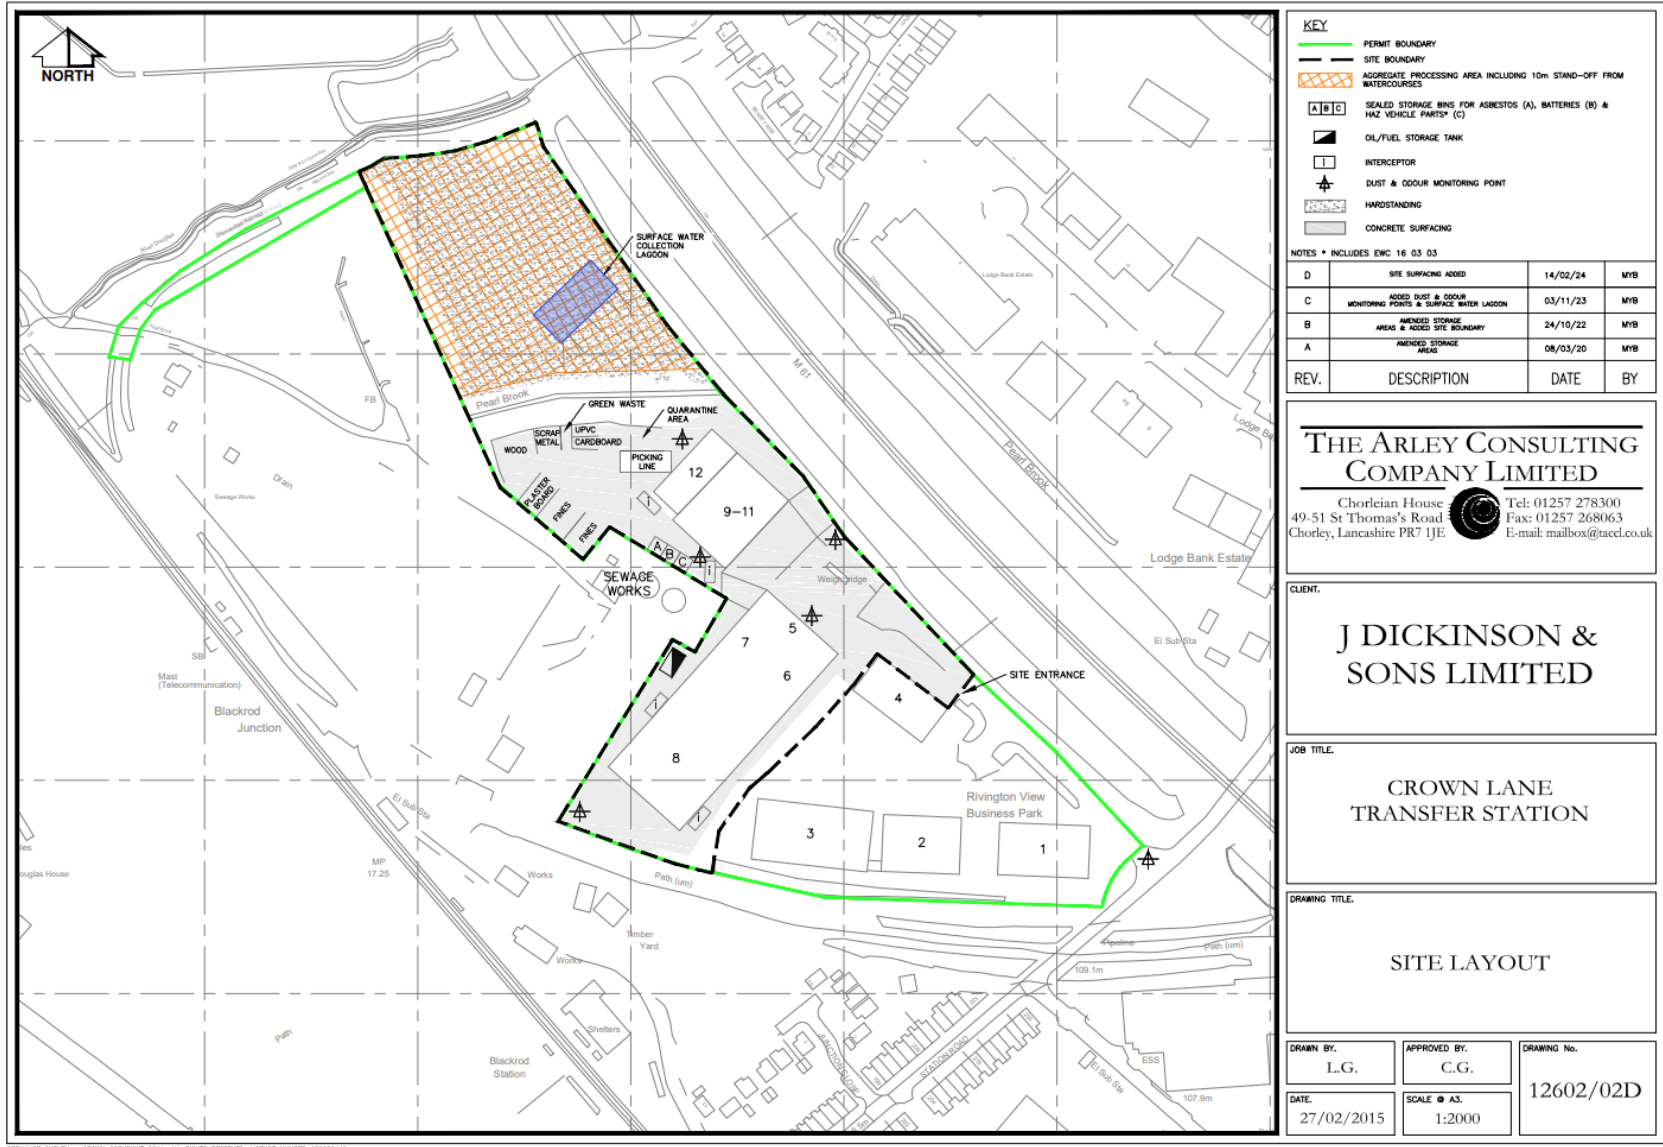 NORTH
River Douglas
Dismantled Railway
Pearl Brook
FB
Drain
Sewage Works
SURFACE WATER
COLLECTION
LAGOON
M 61
Pearl Brook
GREEN WASTE
QUARANTINE
AREA
SCRAP
METAL
UPVC
CARDBOARD
WOOD
PICKING
LINE
PLASTER
BOARD
FINES
FINES
12
9-11
i
A
B
C
i
SEWAGE
WORKS
Weighbridge
7
5
6
8
i
i
4
SITE ENTRANCE
3
2
1
Rivington View
Business Park
Lodge Bank Estate
Pearl Brook
Lodge Bank Estate
El Sub Sta
SB
Mast
(Telecommunication)
Blackrod
Junction
El Sub Sta
MP
17.25
Douglas House
Works
Path (um)
Timber
Yard
Works
Shelters
Path
Blackrod
Station
JUNCTION CLOSE
STATION ROAD
Pipeline
Path (um)
109.1m
El Sub Sta
ESS
107.9m
KEY
PERMIT BOUNDARY
SITE BOUNDARY
AGGREGATE PROCESSING AREA INCLUDING 10m STAND-OFF FROM
WATERCOURSES
A B C
SEALED STORAGE BINS FOR ASBESTOS (A), BATTERIES (B) &
HAZ VEHICLE PARTS* (C)
OIL/FUEL STORAGE TANK
I
INTERCEPTOR
DUST & ODOUR MONITORING POINT
HARDSTANDING
CONCRETE SURFACING
NOTES * INCLUDES EWC 16 03 03
D SITE SURFACING ADDED 14/02/24 MYB
C ADDED DUST & ODOUR
MONITORING POINTS & SURFACE WATER LAGOON 03/11/23 MYB
B AMENDED STORAGE
AREAS & ADDED SITE BOUNDARY 24/10/22 MYB
A AMENDED STORAGE
AREAS 08/03/20 MYB
REV. DESCRIPTION DATE BY
THE ARLEY CONSULTING
COMPANY LIMITED
Chorleian House
49-51 St Thomas's Road
Chorley, Lancashire PR7 1JE
Tel: 01257 278300
Fax: 01257 268063
E-mail: mailbox@taccl.co.uk
CLIENT.
J DICKINSON &
SONS LIMITED
JOB TITLE.
CROWN LANE
TRANSFER STATION
DRAWING TITLE.
SITE LAYOUT
DRAWN BY.
L.G.
APPROVED BY.
C.G.
DRAWING No.
12602/02D
DATE.
27/02/2015
SCALE @ A3.
1:2000